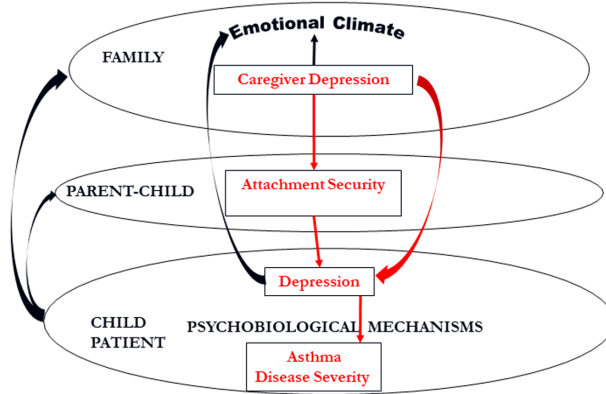 Emotional Climate
FAMILY
Caregiver Depression
Attachment Security
PARENT-CHILD
Depression
CHILD
PATIENT
PSYCHOBIOLOGICAL MECHANISMS
Asthma
Disease Severity